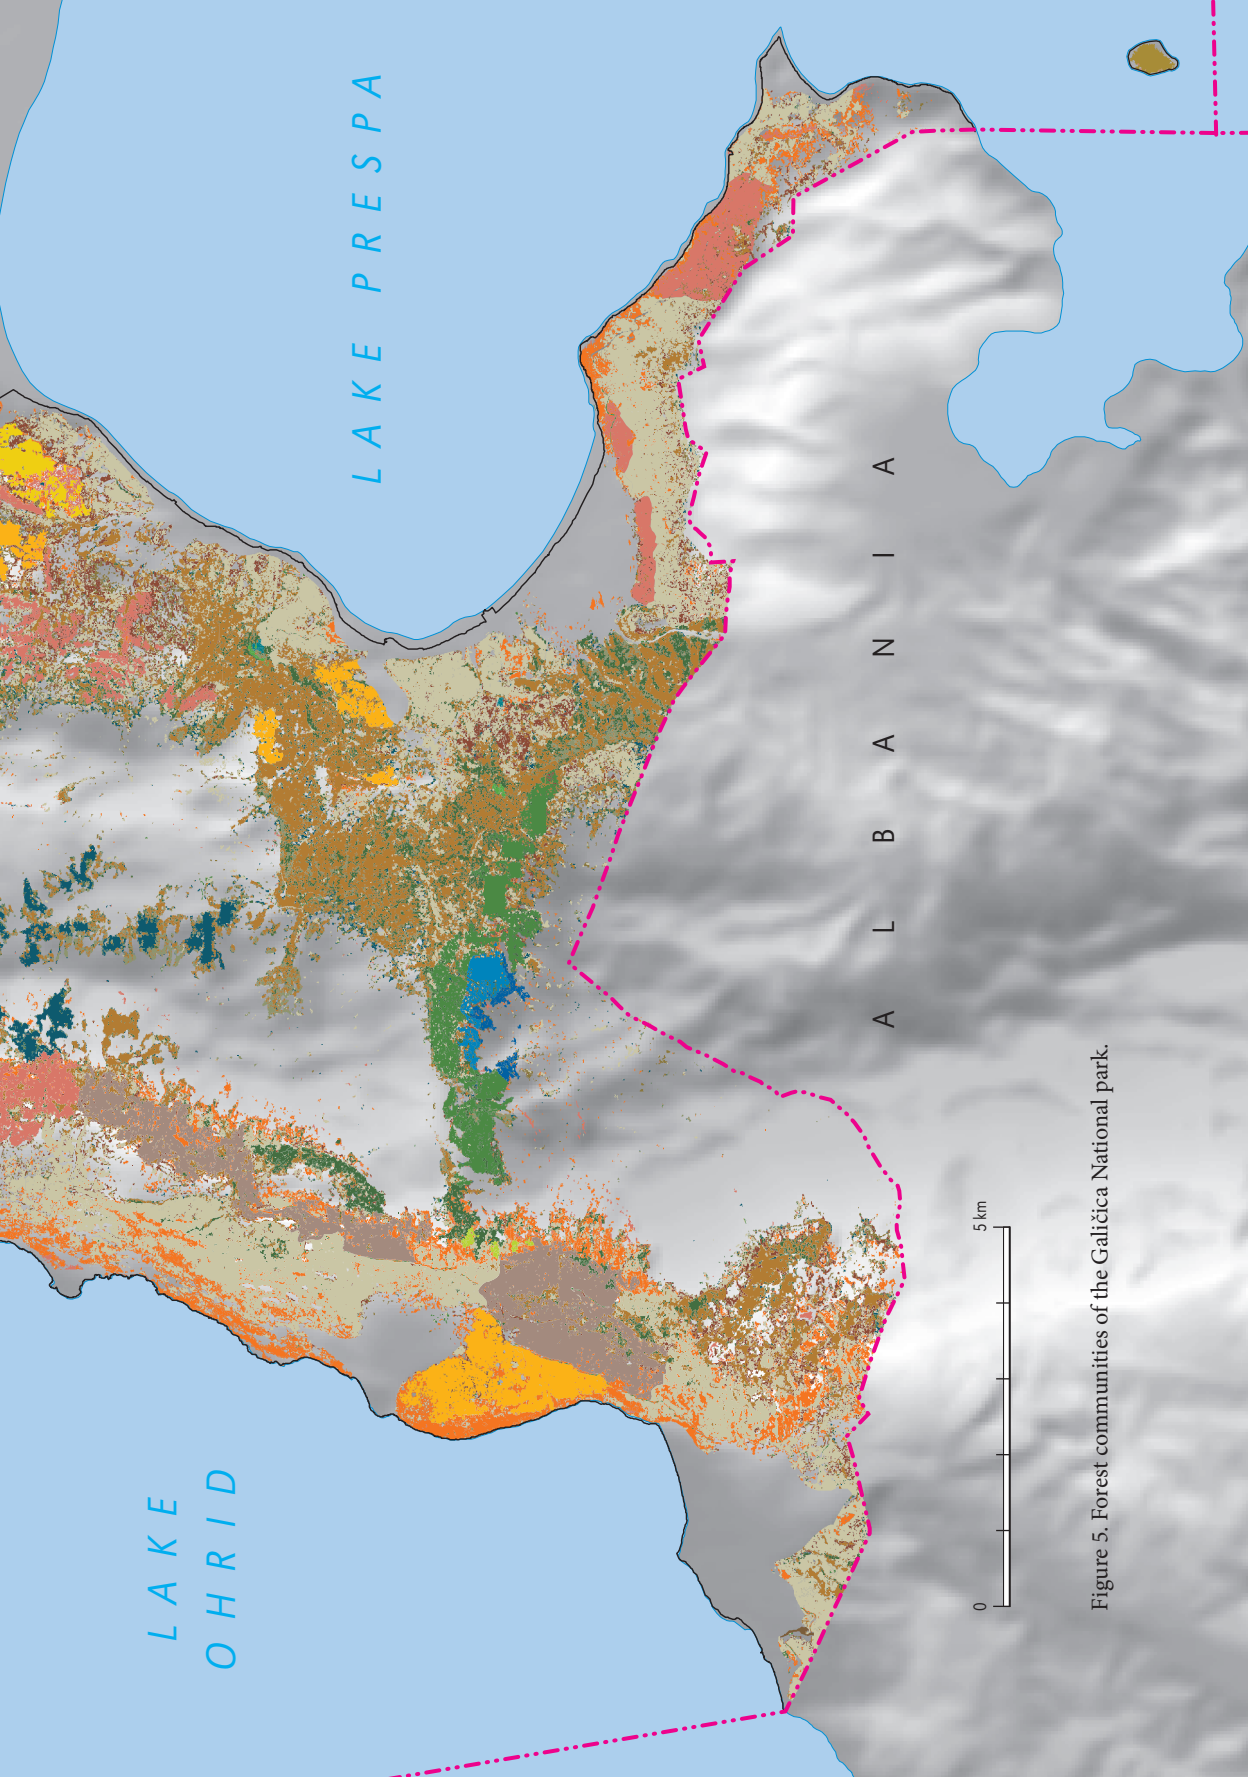 LAKE
OHRID
LAKE PRESPA
ALBANIA
0 5 km
Figure 5. Forest communities of the Galičica National park.